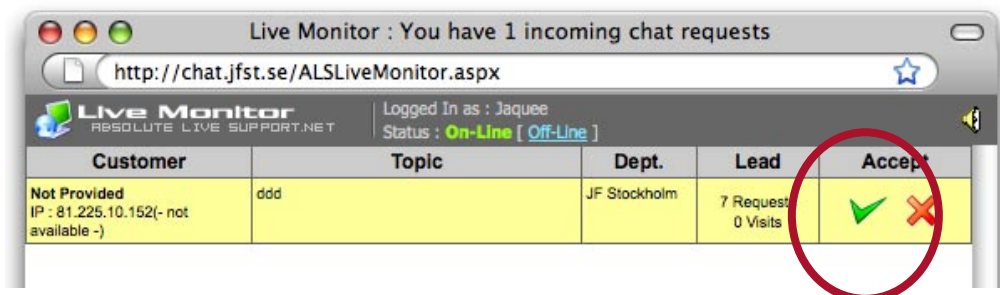 Live Monitor : You have 1 incoming chat requests
http://chat.jfst.se/ALSLiveMonitor.aspx
Live Monitor
ABSOLUTE LIVE SUPPORT.NET
Logged In as : Jaquee
Status : On-Line [ Off-Line ]
Customer Topic Dept. Lead Accept
Not Provided ddd JF Stockholm 7 Request
IP : 81.225.10.152(- not 0 Visits
available -)